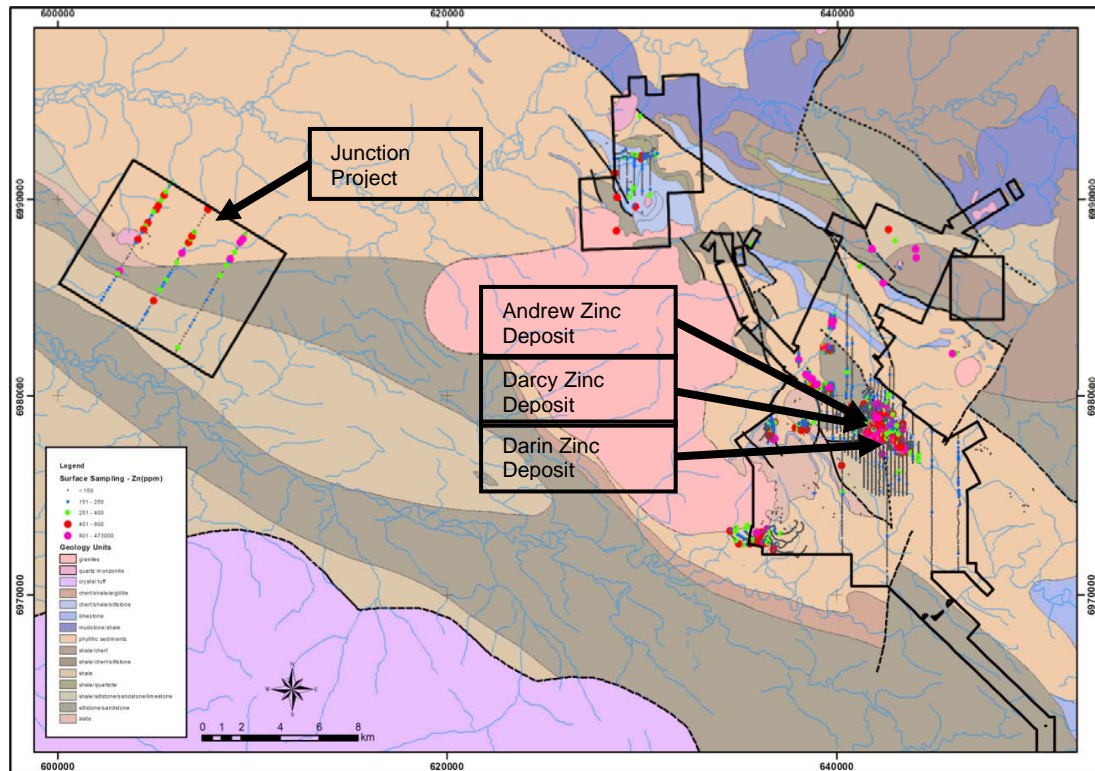 600000 620000 640000
Junction
Project
6990000 6990000
Andrew Zinc
Deposit
Darcy Zinc
Deposit
Darin Zinc
Deposit
6980000 6980000
Legend
Surface Sampling - Zn(ppm)
< 150
151 - 250
251 - 400
401 - 800
801 - 473000
Geology Units
granites
quartz monzonite
crystal tuff
chert/shale/argillite
chert/shale/siltstone
limestone
mudstone/shale
phyllitic sediments
shale/chert
shale/chert/siltstone
shale
shale/quartzite
shale/siltstone/sandstone/limestone
siltstone/sandstone
slate
6970000 6970000
N
W E
S
0 1 2 4 6 8
km
600000 620000 640000